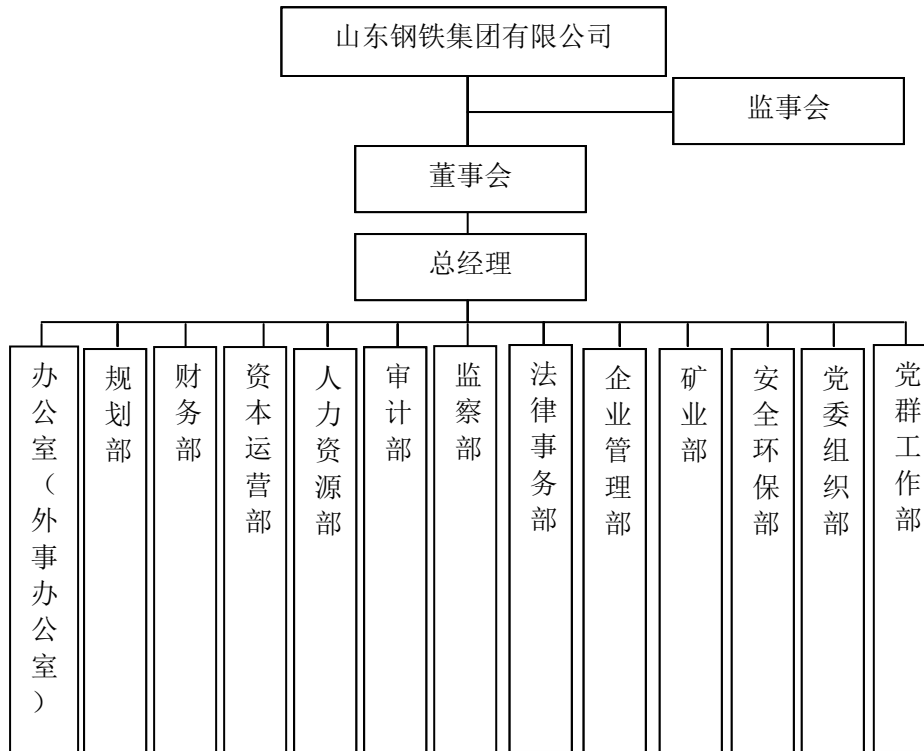 山东钢铁集团有限公司
监事会
董事会
总经理
办公室（外事办公室）
规划部
财务部
资本运营部
人力资源部
审计部
监察部
法律事务部
企业管理部
矿业部
安全环保部
党委组织部
党群工作部